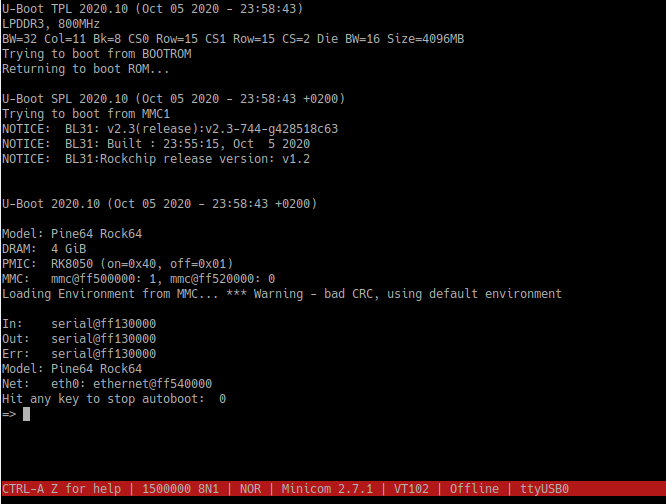 U-Boot TPL 2020.10 (Oct 05 2020 - 23:58:43)
LPDDR3, 800MHz
BW=32 Col=11 Bk=8 CS0 Row=15 CS1 Row=15 CS=2 Die BW=16 Size=4096MB
Trying to boot from BOOTROM
Returning to boot ROM...
U-Boot SPL 2020.10 (Oct 05 2020 - 23:58:43 +0200)
Trying to boot from MMC1
NOTICE:  BL31: v2.3(release):v2.3-744-g428518c63
NOTICE:  BL31: Built : 23:55:15, Oct  5 2020
NOTICE:  BL31:Rockchip release version: v1.2
U-Boot 2020.10 (Oct 05 2020 - 23:58:43 +0200)
Model: Pine64 Rock64
DRAM:  4 GiB
PMIC:  RK8050 (on=0x40, off=0x01)
MMC:   mmc@ff500000: 1, mmc@ff520000: 0
Loading Environment from MMC... *** Warning - bad CRC, using default environment
In:    serial@ff130000
Out:   serial@ff130000
Err:   serial@ff130000
Model: Pine64 Rock64
Net:   eth0: ethernet@ff540000
Hit any key to stop autoboot:  0
=>
CTRL-A Z for help | 1500000 8N1 | NOR | Minicom 2.7.1 | VT102 | Offline | ttyUSB0